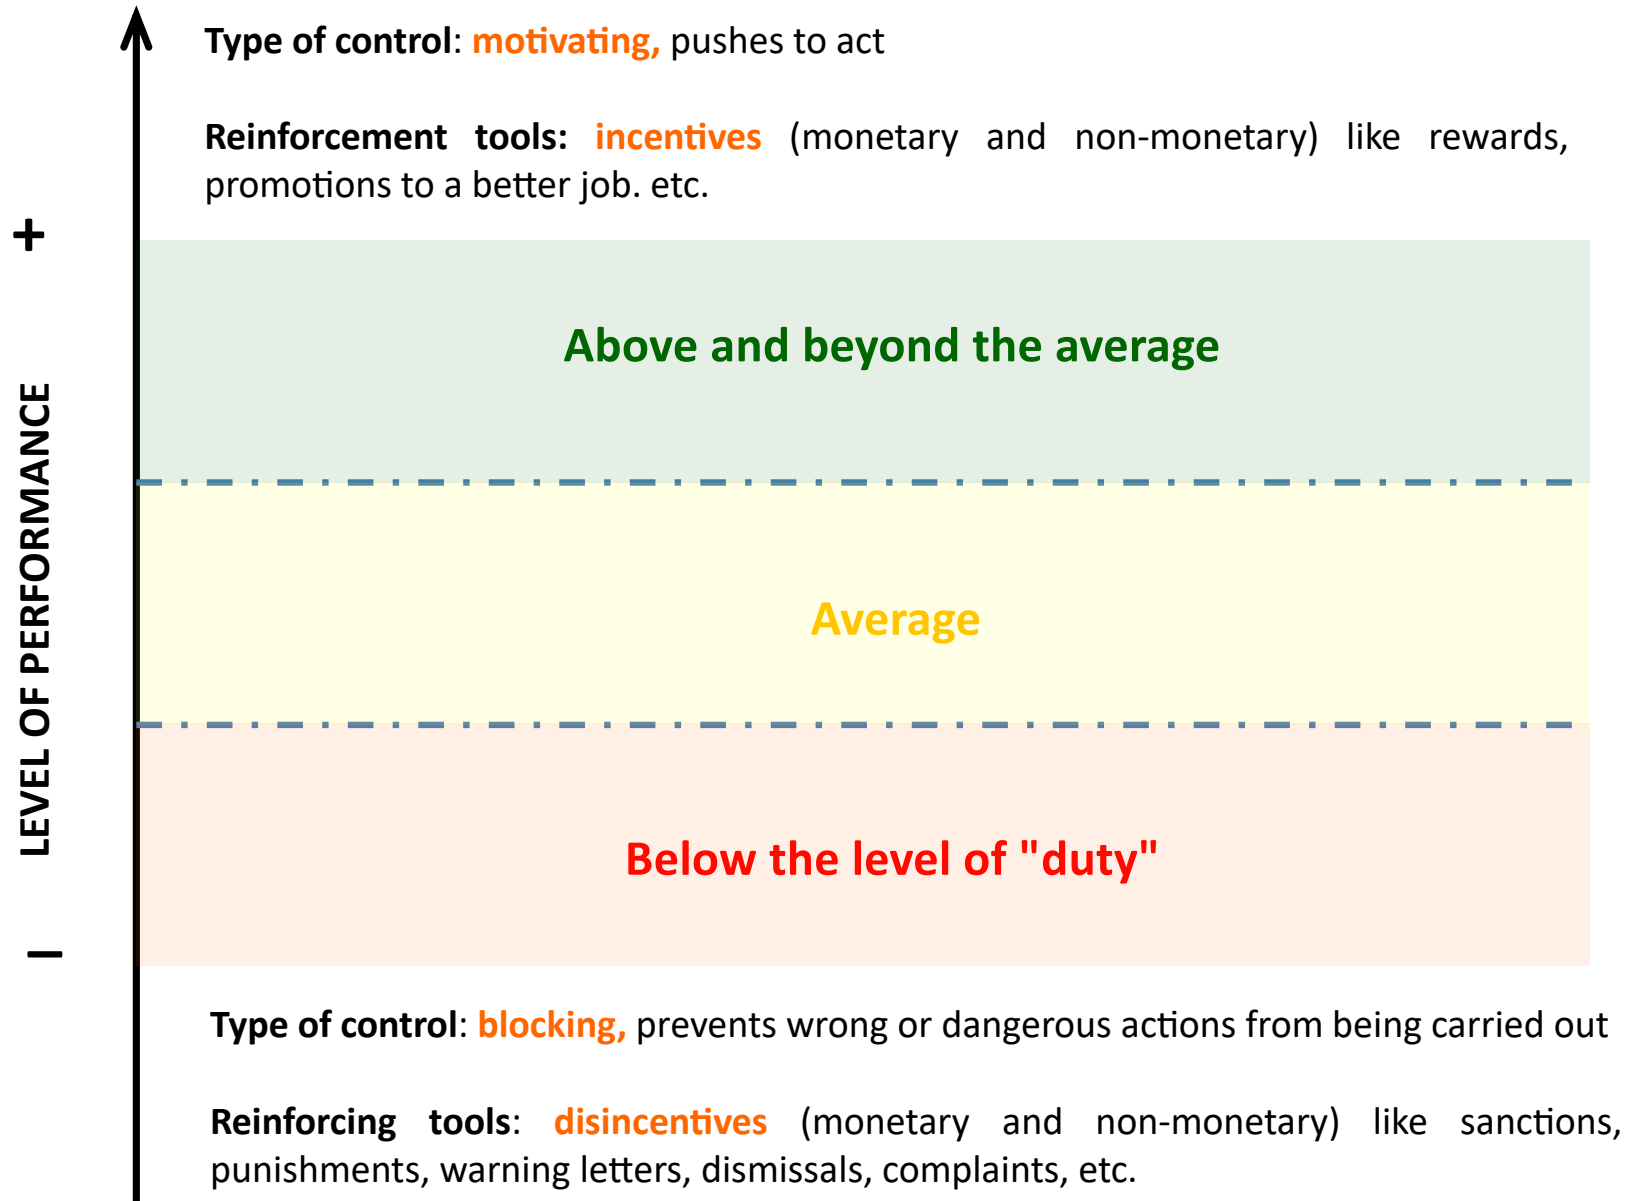 Type of control: motivating, pushes to act
Reinforcement tools: incentives (monetary and non-monetary) like rewards,
promotions to a better job. etc.
+
LEVEL OF PERFORMANCE
–
Above and beyond the average
Average
Below the level of "duty"
Type of control: blocking, prevents wrong or dangerous actions from being carried out
Reinforcing tools: disincentives (monetary and non-monetary) like sanctions,
punishments, warning letters, dismissals, complaints, etc.